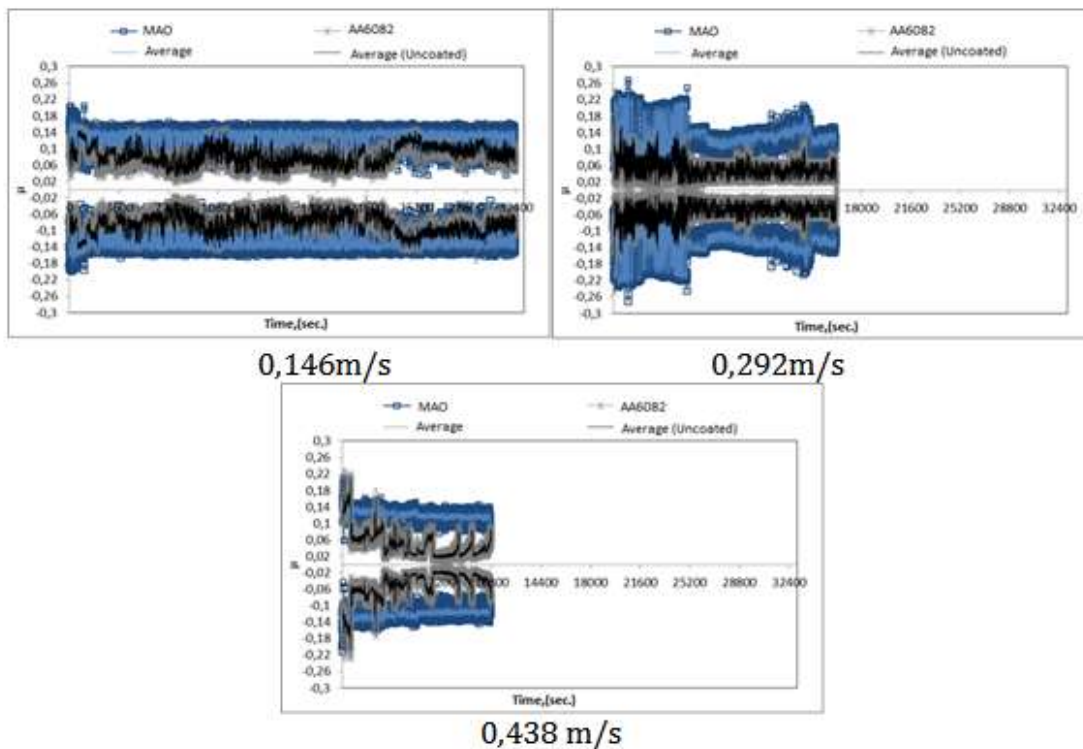 MAO AA6082
Average Average (Uncoated)
0,3
0,26
0,22
0,18
0,14
0,1
0,06
0,02
-0,02
-0,06
-0,1
-0,14
-0,18
-0,22
-0,26
-0,3
µ
Time,(sec.)
0,146m/s
MAO AA6082
Average Average (Uncoated)
0,3
0,26
0,22
0,18
0,14
0,1
0,06
0,02
-0,02
-0,06
-0,1
-0,14
-0,18
-0,22
-0,26
-0,3
µ
18000 21600 25200 28800 32400
Time,(sec.)
0,292m/s
MAO AA6082
Average Average (Uncoated)
0,3
0,26
0,22
0,18
0,14
0,1
0,06
0,02
-0,02
-0,06
-0,1
-0,14
-0,18
-0,22
-0,26
-0,3
µ
14400 18000 21600 25200 28800 32400
Time,(sec.)
0,438 m/s